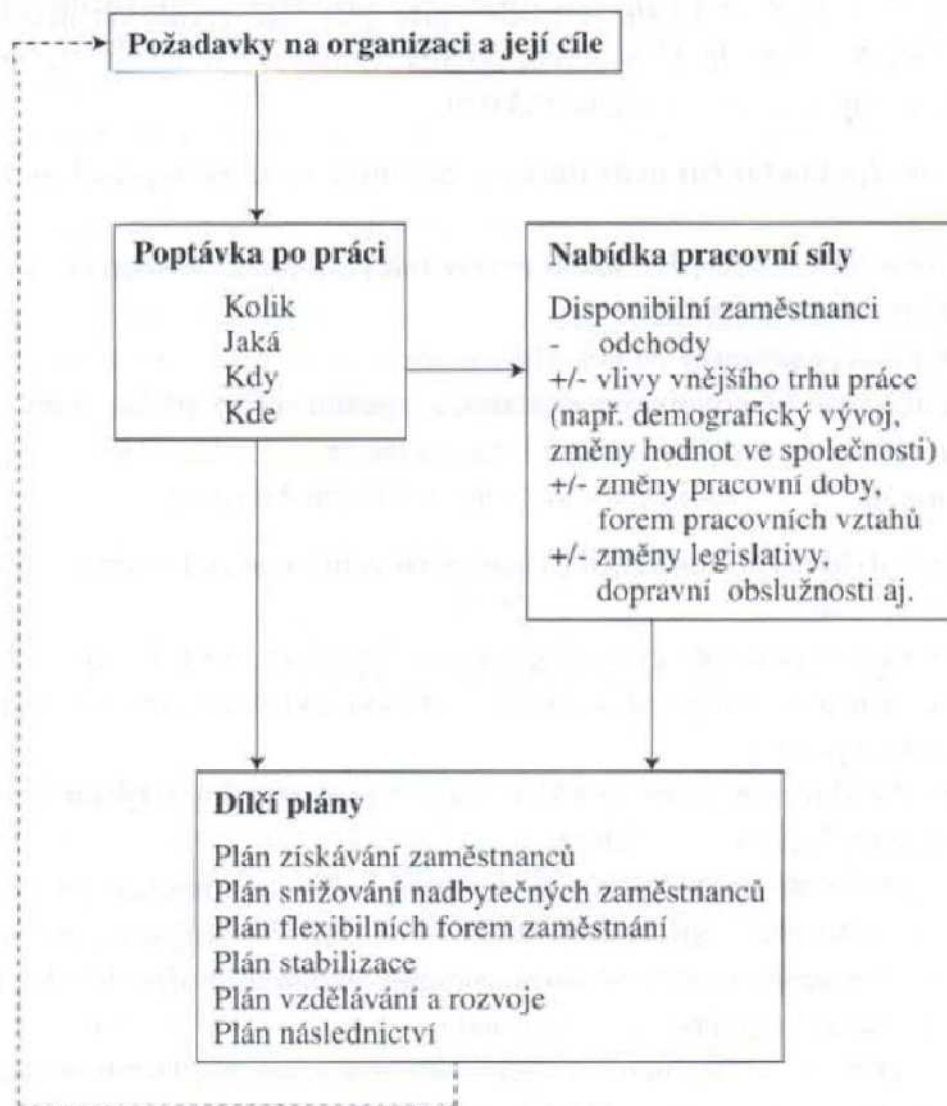 Požadavky na organizaci a její cíle
Poptávka po práci
Kolik
Jaká
Kdy
Kde
Nabídka pracovní síly
Disponibilní zaměstnanci
- odchody
+/- vlivy vnějšího trhu práce
(např. demografický vývoj,
změny hodnot ve společnosti)
+/- změny pracovní doby,
forem pracovních vztahů
+/- změny legislativy,
dopravní obslužnosti aj.
Dílčí plány
Plán získávání zaměstnanců
Plán snižování nadbytečných zaměstnanců
Plán flexibilních forem zaměstnání
Plán stabilizace
Plán vzdělávání a rozvoje
Plán následnictví